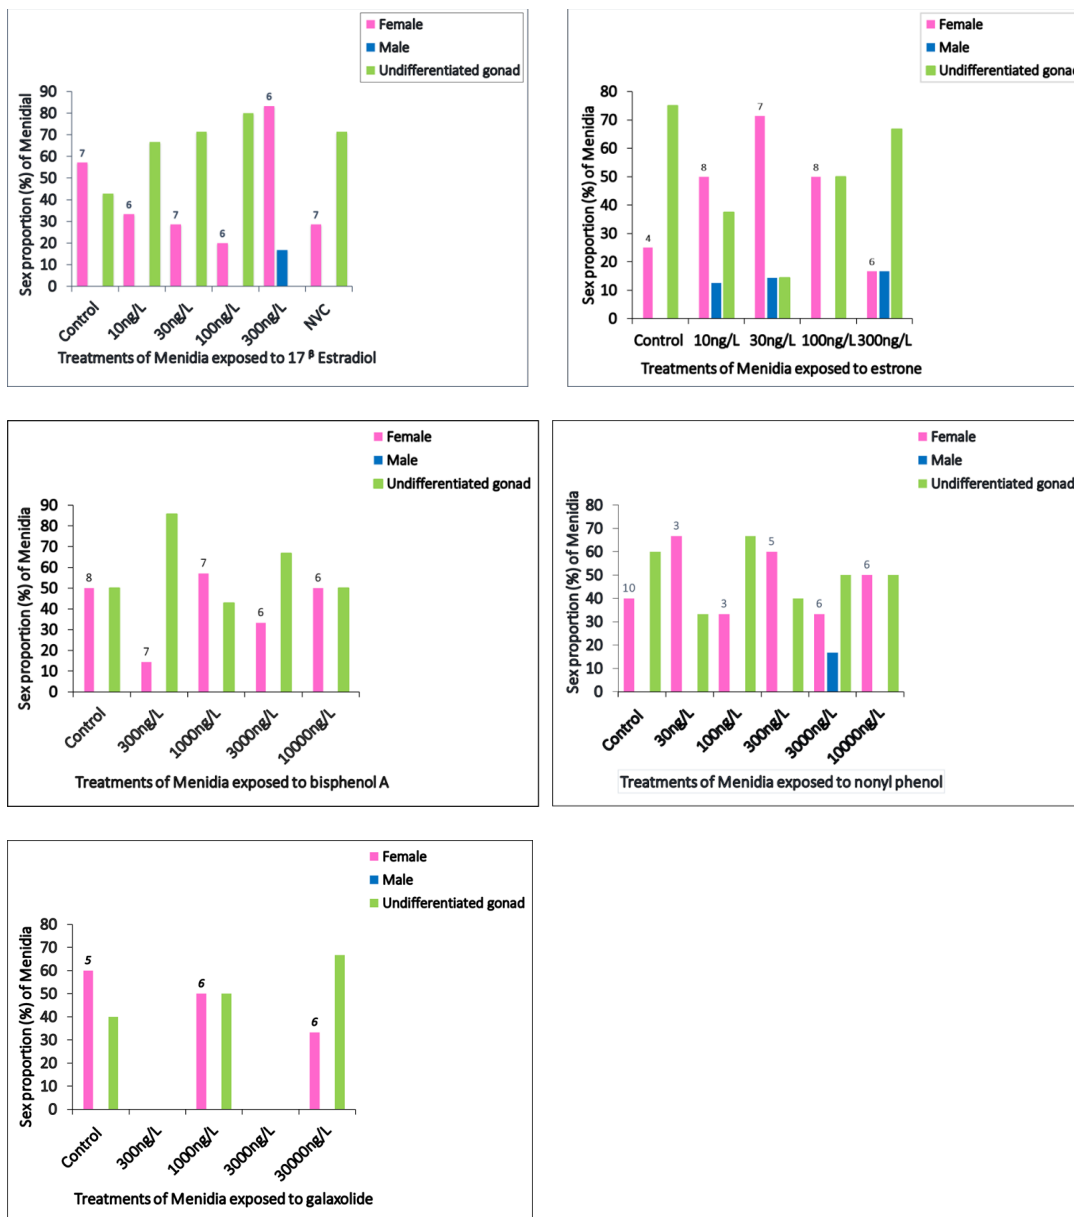 Female
Male
Undifferentiated gonad
Sex proportion (%) of Menidial
90
80
70
60
50
40
30
20
10
0
7
6
7
6
6
7
Control
10ng/L
30ng/L
100ng/L
300ng/L
NVC
Treatments of Menidia exposed to 17 β Estradiol
Female
Male
Undifferentiated gonad
Sex proportion (%) of Menidia
80
70
60
50
40
30
20
10
0
4
8
7
8
6
Control 10ng/L 30ng/L 100ng/L 300ng/L
Treatments of Menidia exposed to estrone
Female
Male
Undifferentiated gonad
Sex proportion (%) of Menidia
90
80
70
60
50
40
30
20
10
0
8
7
7
6
6
Control
300ng/L
1000ng/L
3000ng/L
10000ng/L
Treatments of Menidia exposed to bisphenol A
Female
Male
Undifferentiated gonad
Sex proportion (%) of Menidia
80
70
60
50
40
30
20
10
0
10
3
3
5
6
6
Control
30ng/L
100ng/L
300ng/L
3000ng/L
10000ng/L
Treatments of Menidia exposed to nonyl phenol
Female
Male
Undifferentiated gonad
Sex proportion (%) of Menidia
80
70
60
50
40
30
20
10
0
5
6
6
Control
300ng/L
1000ng/L
3000ng/L
30000ng/L
Treatments of Menidia exposed to galaxolide